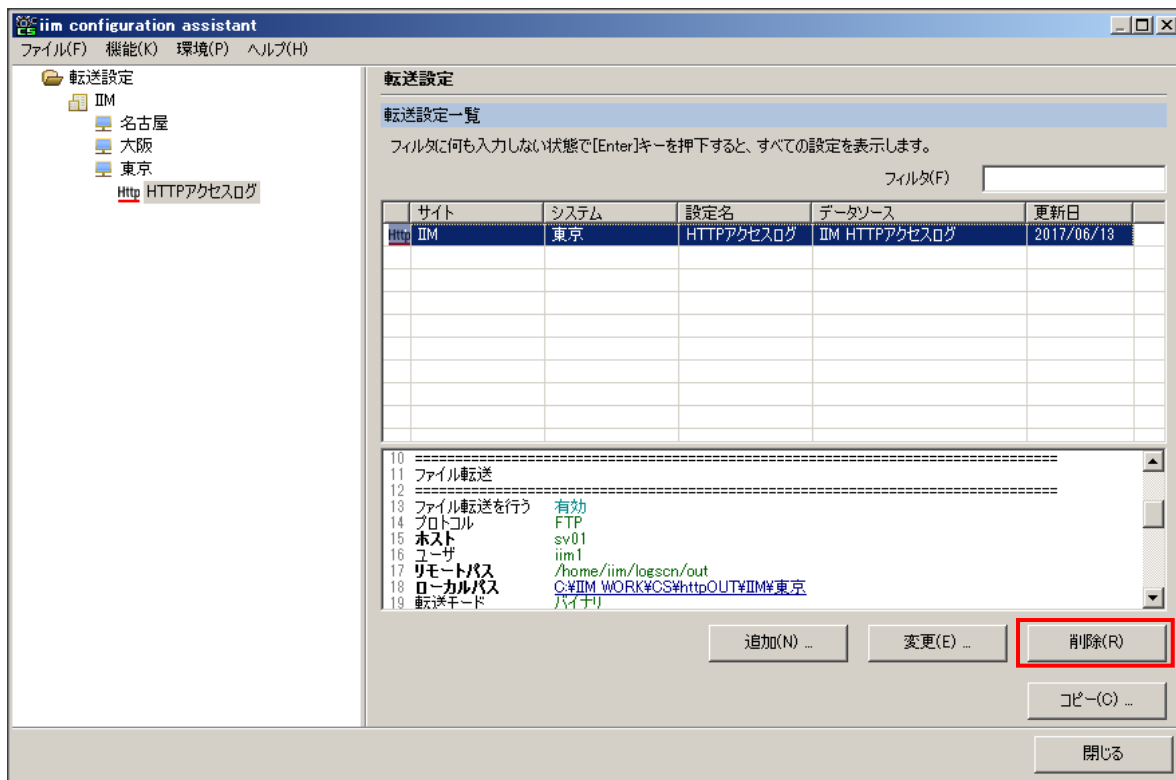 iim configuration assistant
ファイル(F) 機能(K) 環境(P) ヘルプ(H)
転送設定
IIM
名古屋
大阪
東京
Http HTTPアクセスログ
転送設定
転送設定一覧
フィルタに何も入力しない状態で[Enter]キーを押下すると、すべての設定を表示します。
フィルタ(F)
サイト システム 設定名 データソース 更新日
Http IIM 東京 HTTPアクセスログ IIM HTTPアクセスログ 2017/06/13
10 ==============================================================================
11 ファイル転送
12 ==============================================================================
13 ファイル転送を行う 有効
14 プロトコル FTP
15 ホスト sv01
16 ユーザ iim1
17 リモートパス /home/iim/logscn/out
18 ローカルパス C:¥IIM WORK¥CS¥httpOUT¥IIM¥東京
19 転送モード バイナリ
追加(N) ... 変更(E) ... 削除(R)
コピー(C) ...
閉じる